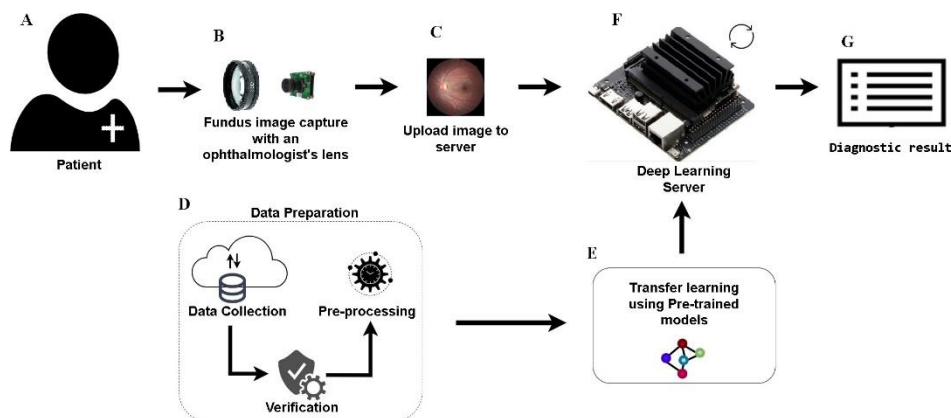 A
Patient
B
Fundus image capture
with an
ophthalmologist's lens
C
Upload image to
server
F
Deep Learning
Server
G
Diagnostic result
D
Data Preparation
Data Collection
Pre-processing
Verification
E
Transfer learning
using Pre-trained
models